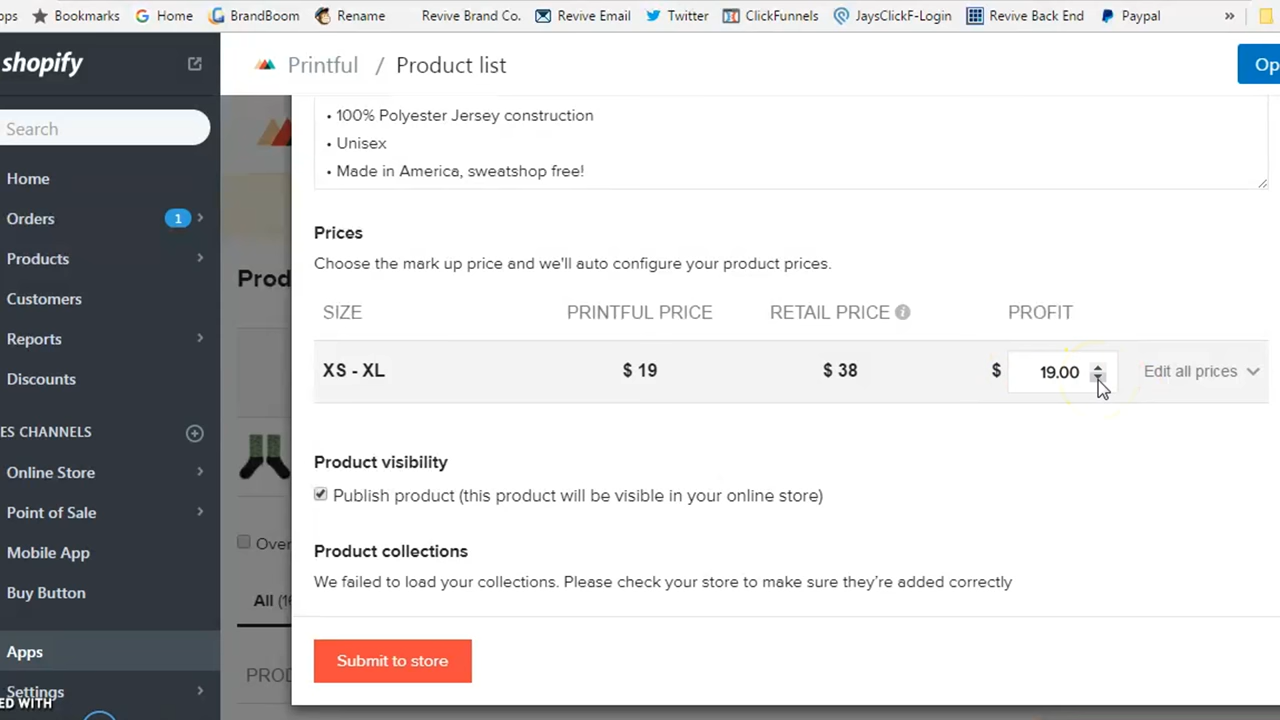 ps Bookmarks Home BrandBoom Rename Revive Brand Co. Revive Email Twitter ClickFunnels JaysClickF-Login Revive Back End Paypal »
shopify
Printful / Product list
Op
Search
Home
Orders 1
Products
Customers
Reports
Discounts
ES CHANNELS
Online Store
Point of Sale
Mobile App
Buy Button
Apps
Settings
ED WITH
Prod
Over
All (16
PROD
• 100% Polyester Jersey construction
• Unisex
• Made in America, sweatshop free!
Prices
Choose the mark up price and we'll auto configure your product prices.
SIZE PRINTFUL PRICE RETAIL PRICE PROFIT
XS - XL $ 19 $ 38 $ 19.00 Edit all prices
Product visibility
Publish product (this product will be visible in your online store)
Product collections
We failed to load your collections. Please check your store to make sure they're added correctly
Submit to store